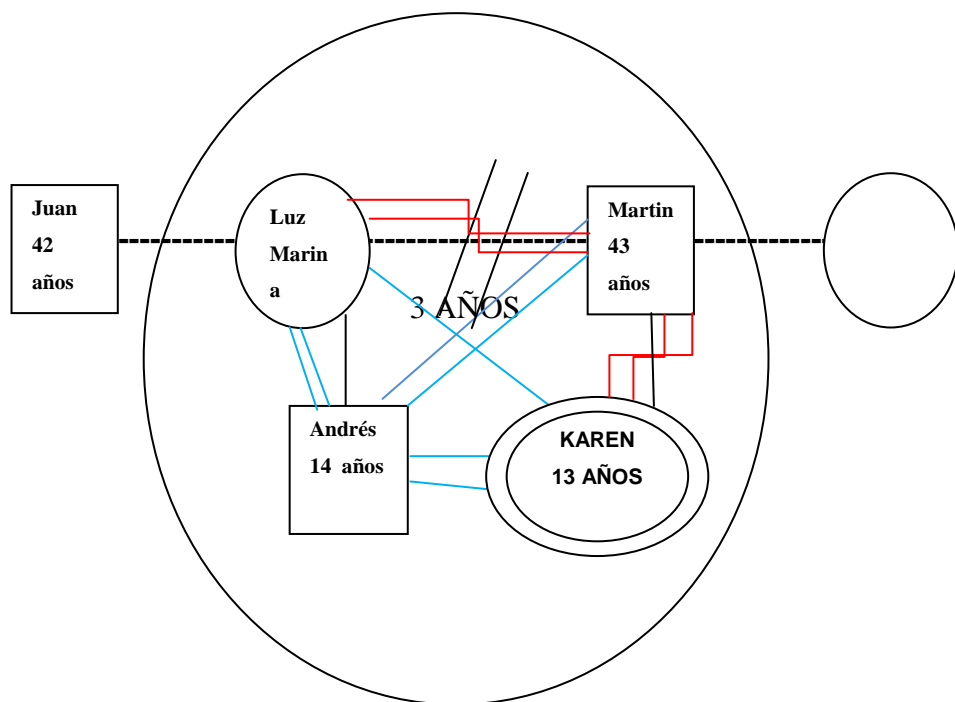 Juan
42
años
Luz
Marin
a
Martin
43
años
3 AÑOS
Andrés
14 años
KAREN
13 AÑOS